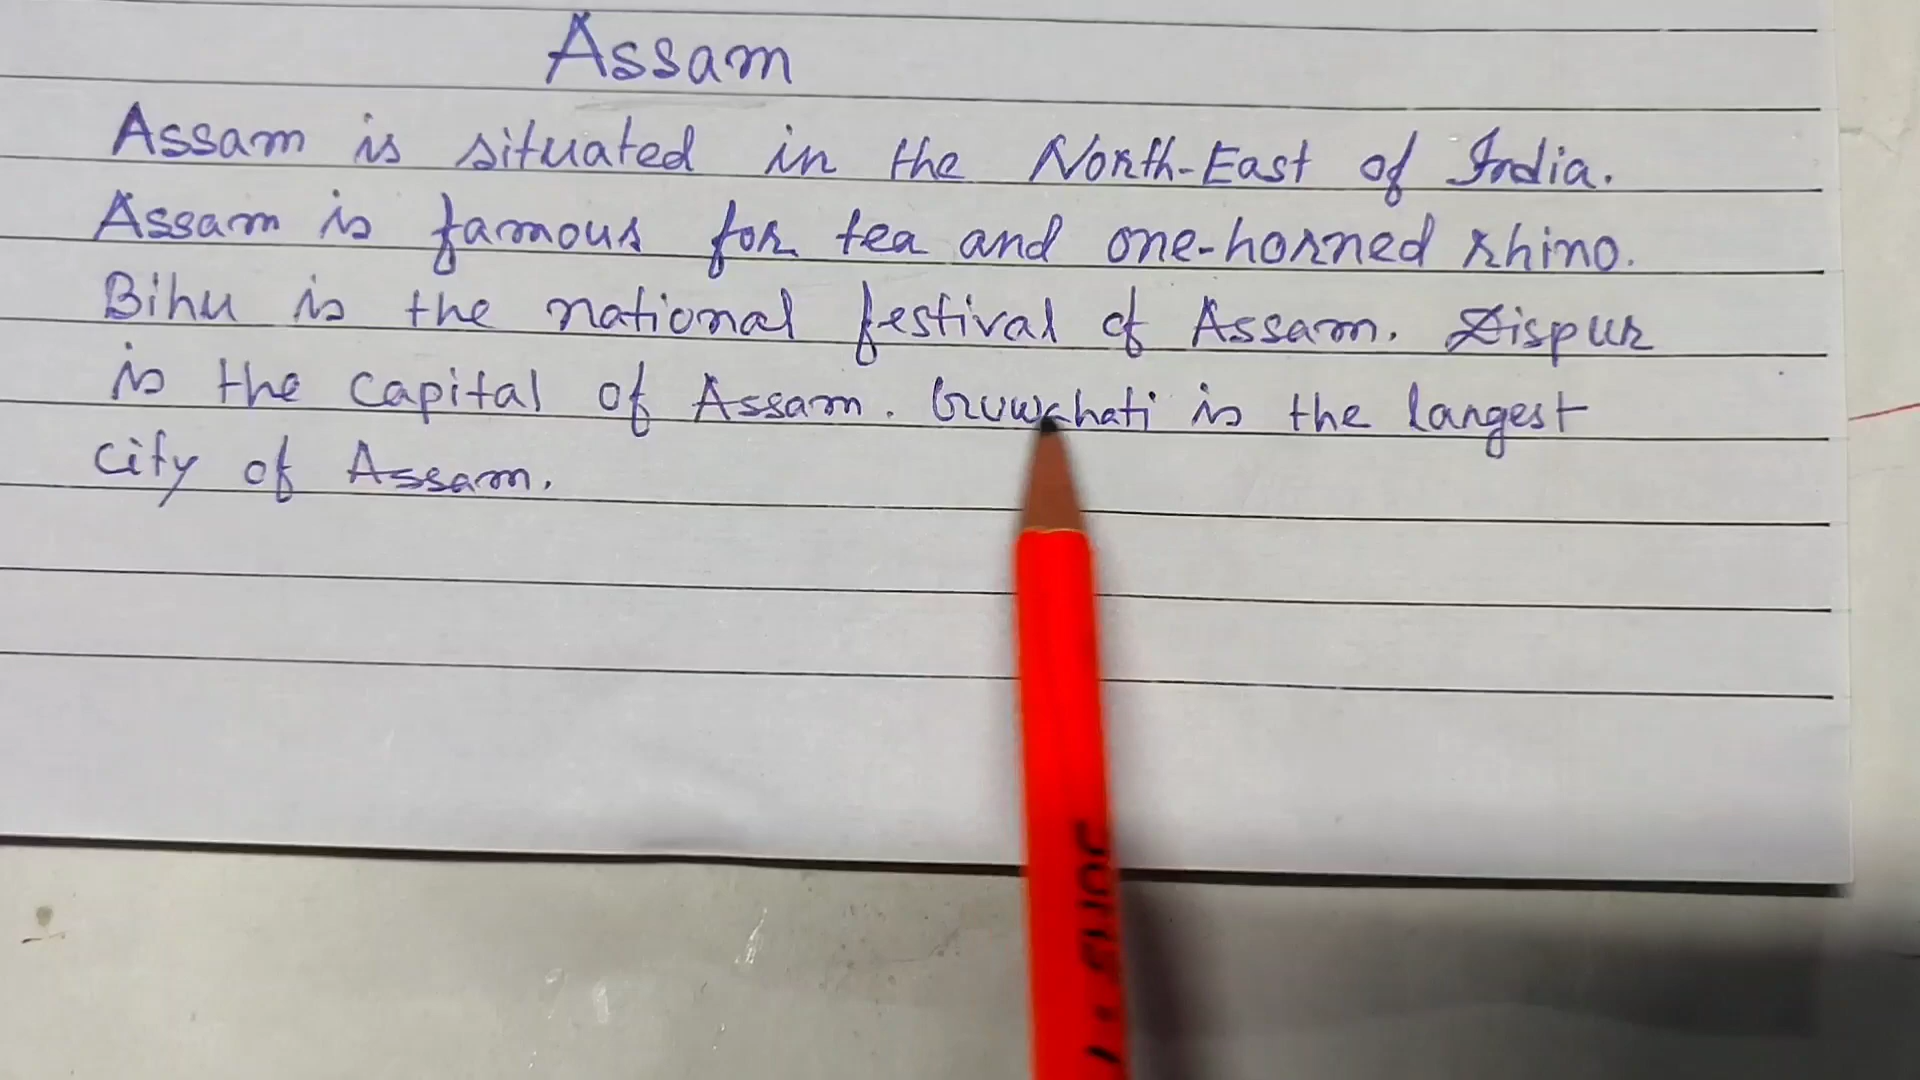 Assam
Assam is situated in the North-East of India.
Assam is famous for tea and one-horned rhino.
Bihu is the national festival of Assam. Dispur
is the capital of Assam. Guwahati is the largest
city of Assam.